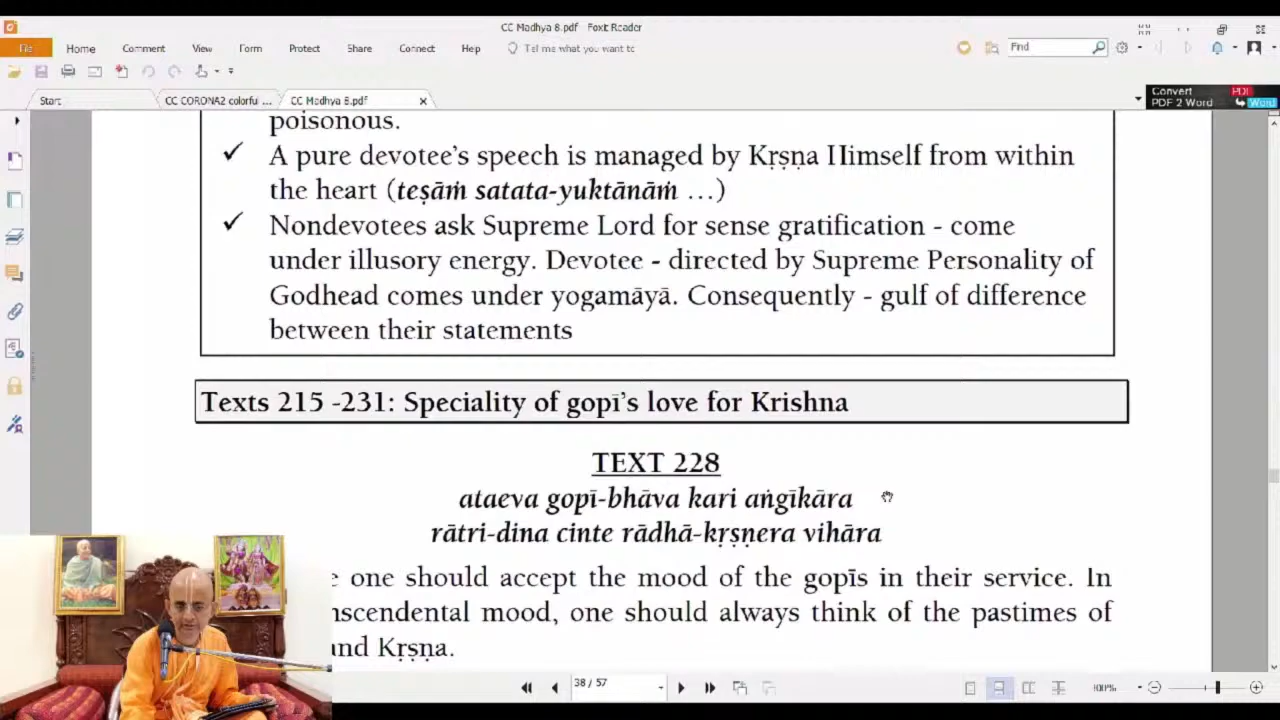 CC Madhya 8.pdf - Foxit Reader
File Home Comment View Form Protect Share Connect Help Tell me what you want to Find
Start CC CORONA2 colorful ... CC Madhya 8.pdf
Convert PDF
PDF 2 Word Word
poisonous.
✓ A pure devotee's speech is managed by Kṛṣṇa Himself from within
the heart (teṣāṁ satata-yuktānāṁ …)
✓ Nondevotees ask Supreme Lord for sense gratification - come
under illusory energy. Devotee - directed by Supreme Personality of
Godhead comes under yogamāyā. Consequently - gulf of difference
between their statements
Texts 215 -231: Speciality of gopī's love for Krishna
TEXT 228
ataeva gopī-bhāva kari aṅgīkāra
rātri-dina cinte rādhā-kṛṣṇera vihāra
one should accept the mood of the gopīs in their service. In
mood, one should always think of the pastimes of
Kṛṣṇa.
38 / 57
100%